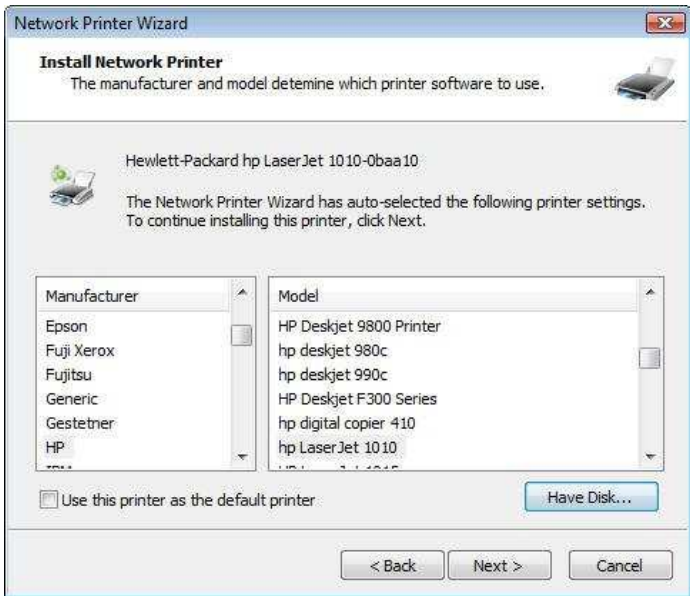 Network Printer Wizard
Install Network Printer
The manufacturer and model detemine which printer software to use.
Hewlett-Packard hp LaserJet 1010-0baa10
The Network Printer Wizard has auto-selected the following printer settings.
To continue installing this printer, click Next.
Manufacturer
Epson
Fuji Xerox
Fujitsu
Generic
Gestetner
HP
Model
HP Deskjet 9800 Printer
hp deskjet 980c
hp deskjet 990c
HP Deskjet F300 Series
hp digital copier 410
hp LaserJet 1010
Use this printer as the default printer
Have Disk...
< Back
Next >
Cancel